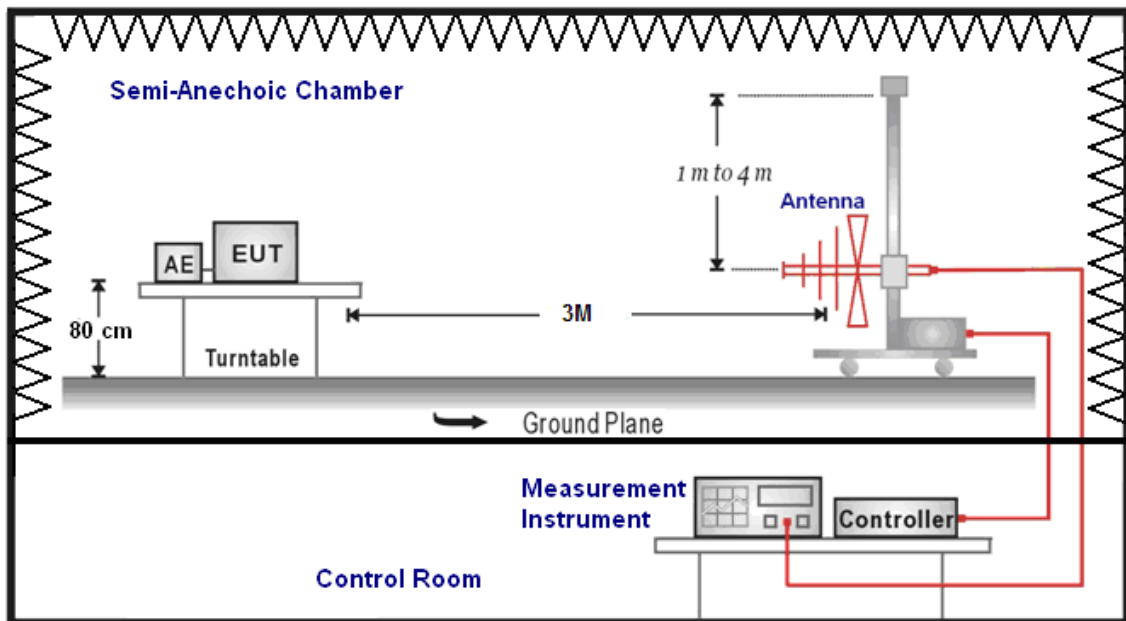 Semi-Anechoic Chamber
1 m to 4 m
Antenna
AE
EUT
80 cm
3M
Turntable
Ground Plane
Measurement
Instrument
Controller
Control Room